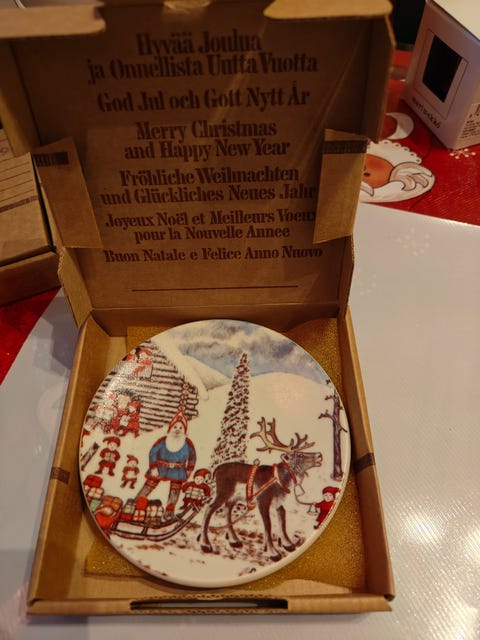 Hyvää Joulua
ja Onnellista Uutta Vuotta
God Jul och Gott Nytt År
Merry Christmas
and Happy New Year
Fröhliche Weihnachten
und Glückliches Neues Jahr
Joyeux Noël et Meilleurs Voeux
pour la Nouvelle Annee
Buon Natale e Felice Anno Nuovo
aarikka